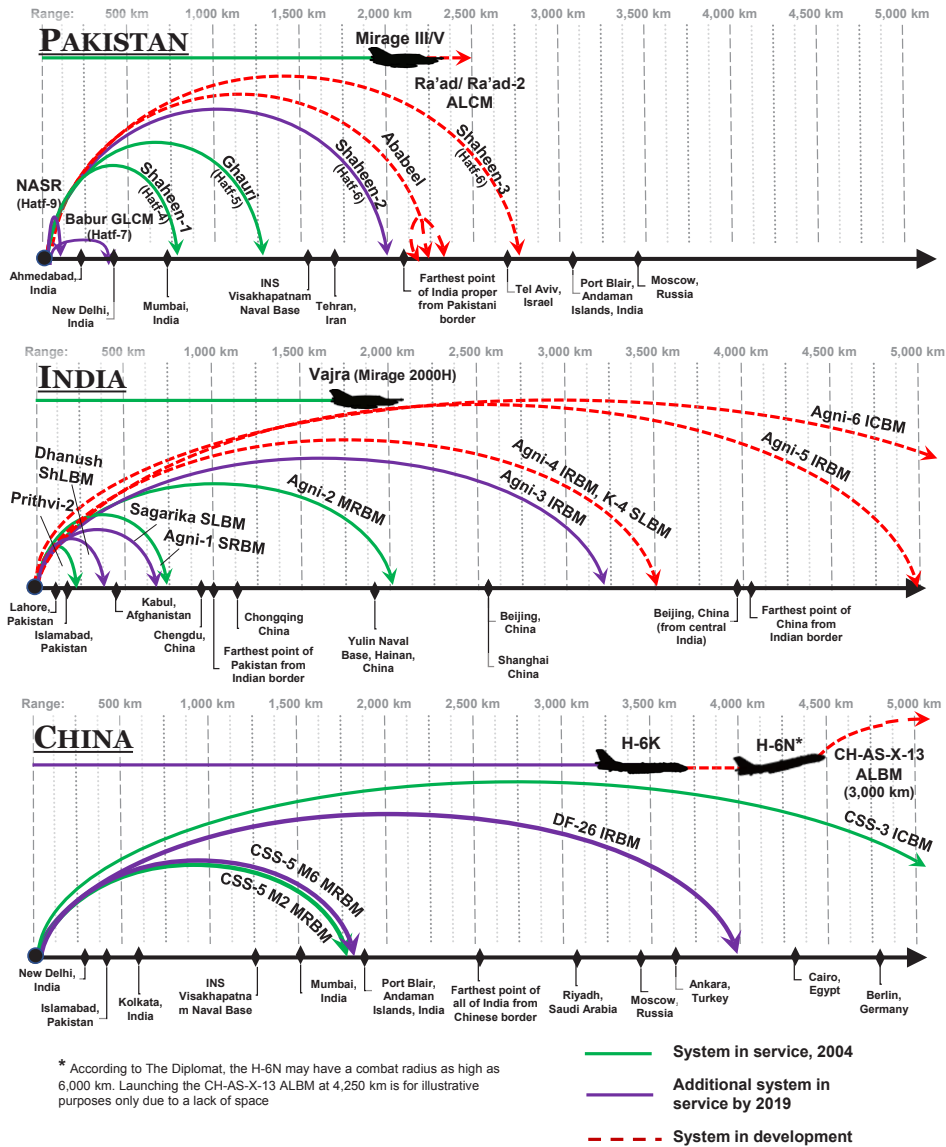 Range: 500 km 1,000 km 1,500 km 2,000 km 2,500 km 3,000 km 3,500 km 4,000 km 4,500 km 5,000 km
PAKISTAN
Mirage III/V
Ra'ad/ Ra'ad-2
ALCM
NASR
(Hatf-9)
Babur GLCM
(Hatf-7)
Shaheen-1
(Hatf-4)
Ghauri
(Hatf-5)
Shaheen-2
(Hatf-6)
Ababeel
Shaheen-3
(Hatf-6)
Ahmedabad,
India
New Delhi,
India
Mumbai,
India
INS
Visakhapatnam
Naval Base
Tehran,
Iran
Farthest point
of India proper
from Pakistani
border
Tel Aviv,
Israel
Port Blair,
Andaman
Islands, India
Moscow,
Russia
Range: 500 km 1,000 km 1,500 km 2,000 km 2,500 km 3,000 km 3,500 km 4,000 km 4,500 km 5,000 km
INDIA
Vajra (Mirage 2000H)
Prithvi-2
Dhanush
ShLBM
Sagarika SLBM
Agni-1 SRBM
Agni-2 MRBM
Agni-3 IRBM
Agni-4 IRBM, K-4 SLBM
Agni-5 IRBM
Agni-6 ICBM
Lahore,
Pakistan
Islamabad,
Pakistan
Kabul,
Afghanistan
Chengdu,
China
Farthest point of
Pakistan from
Indian border
Chongqing
China
Yulin Naval
Base, Hainan,
China
Beijing,
China
Shanghai
China
Beijing, China
(from central
India)
Farthest point of
China from
Indian border
Range: 500 km 1,000 km 1,500 km 2,000 km 2,500 km 3,000 km 3,500 km 4,000 km 4,500 km 5,000 km
CHINA
H-6K
H-6N*
CH-AS-X-13
ALBM
(3,000 km)
CSS-3 ICBM
DF-26 IRBM
CSS-5 M6 MRBM
CSS-5 M2 MRBM
New Delhi,
India
Islamabad,
Pakistan
Kolkata,
India
INS
Visakhapatna
m Naval Base
Mumbai,
India
Port Blair,
Andaman
Islands, India
Farthest point of
all of India from
Chinese border
Riyadh,
Saudi Arabia
Moscow,
Russia
Ankara,
Turkey
Cairo,
Egypt
Berlin,
Germany
* According to The Diplomat, the H-6N may have a combat radius as high as
6,000 km. Launching the CH-AS-X-13 ALBM at 4,250 km is for illustrative
purposes only due to a lack of space
System in service, 2004
Additional system in
service by 2019
System in development